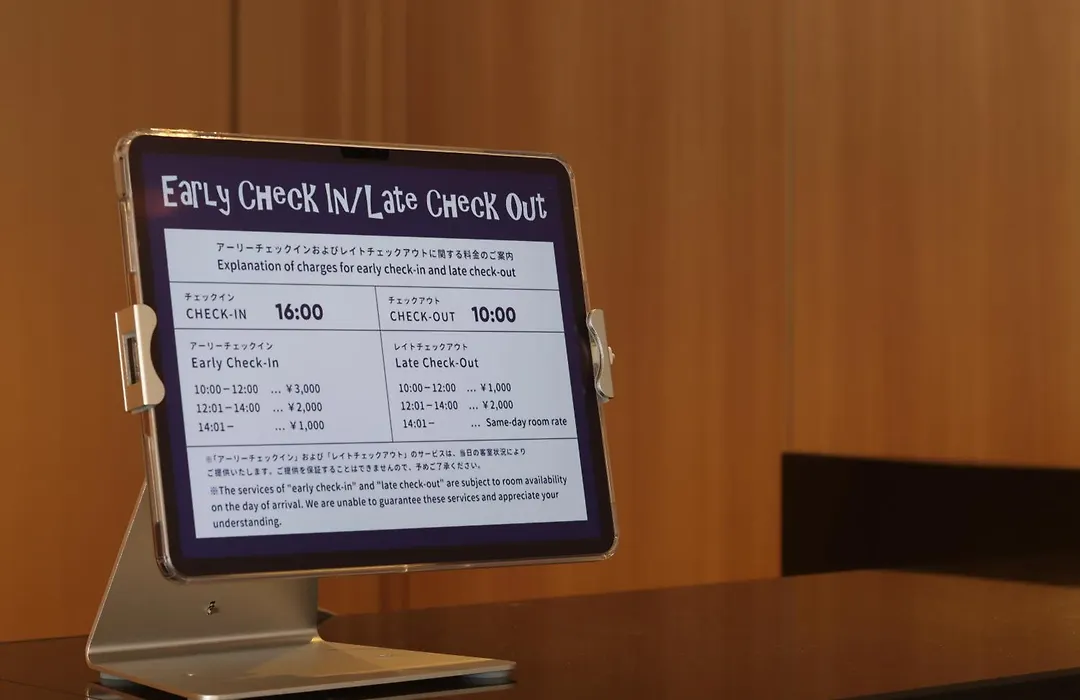 Early Check In/Late Check Out
アーリーチェックインおよびレイトチェックアウトに関する料金のご案内
Explanation of charges for early check-in and late check-out
チェックイン
CHECK-IN 16:00
チェックアウト
CHECK-OUT 10:00
アーリーチェックイン
Early Check-In
10:00－12:00 … ¥3,000
12:01－14:00 … ¥2,000
14:01－ … ¥1,000
レイトチェックアウト
Late Check-Out
10:00－12:00 … ¥1,000
12:01－14:00 … ¥2,000
14:01－ … Same-day room rate
※「アーリーチェックイン」および「レイトチェックアウト」のサービスは、当日の客室状況により
ご提供いたします。ご提供を保証することはできませんので、予めご了承ください。
※The services of "early check-in" and "late check-out" are subject to room availability
on the day of arrival. We are unable to guarantee these services and appreciate your
understanding.